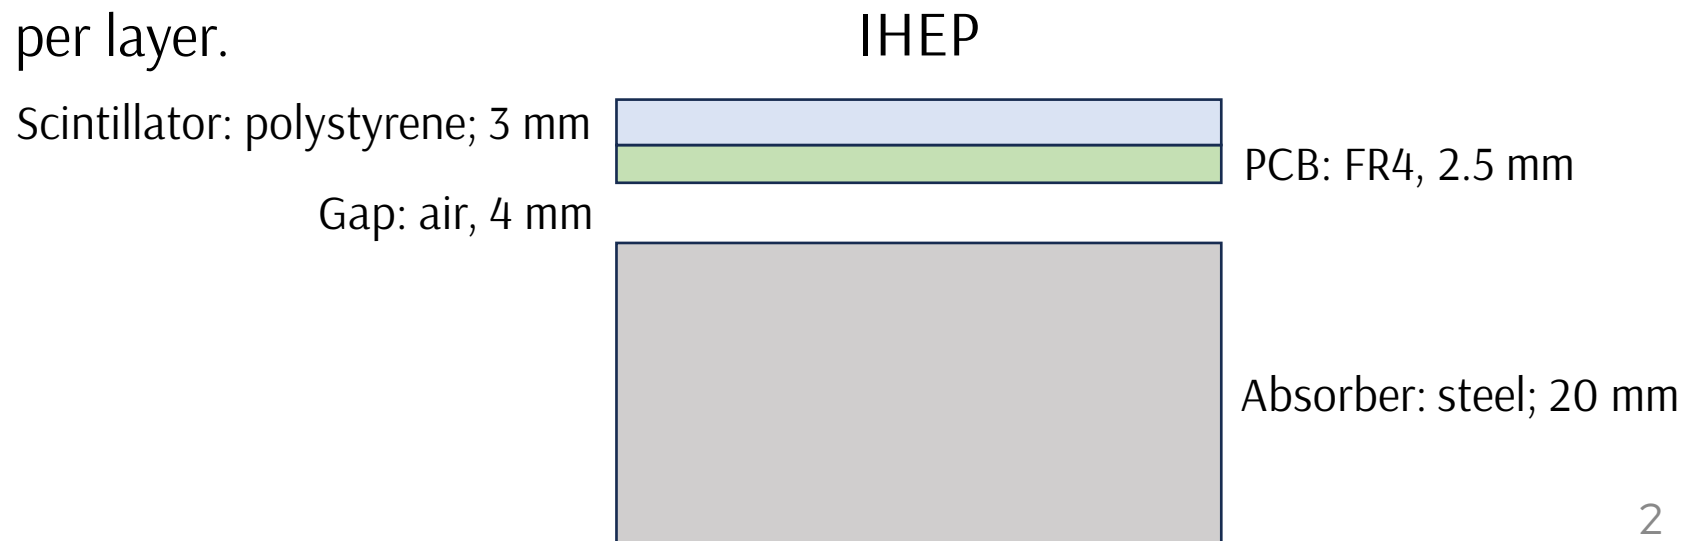 per layer.
IHEP
Scintillator: polystyrene; 3 mm
PCB: FR4, 2.5 mm
Gap: air, 4 mm
Absorber: steel; 20 mm
2